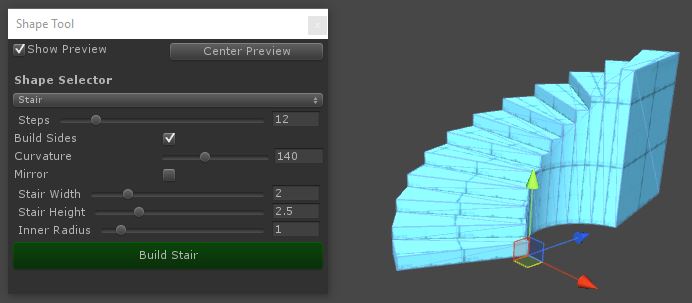 Shape Tool
x
Show Preview
Center Preview
Shape Selector
Stair
Steps 12
Build Sides
Curvature 140
Mirror
Stair Width 2
Stair Height 2.5
Inner Radius 1
Build Stair